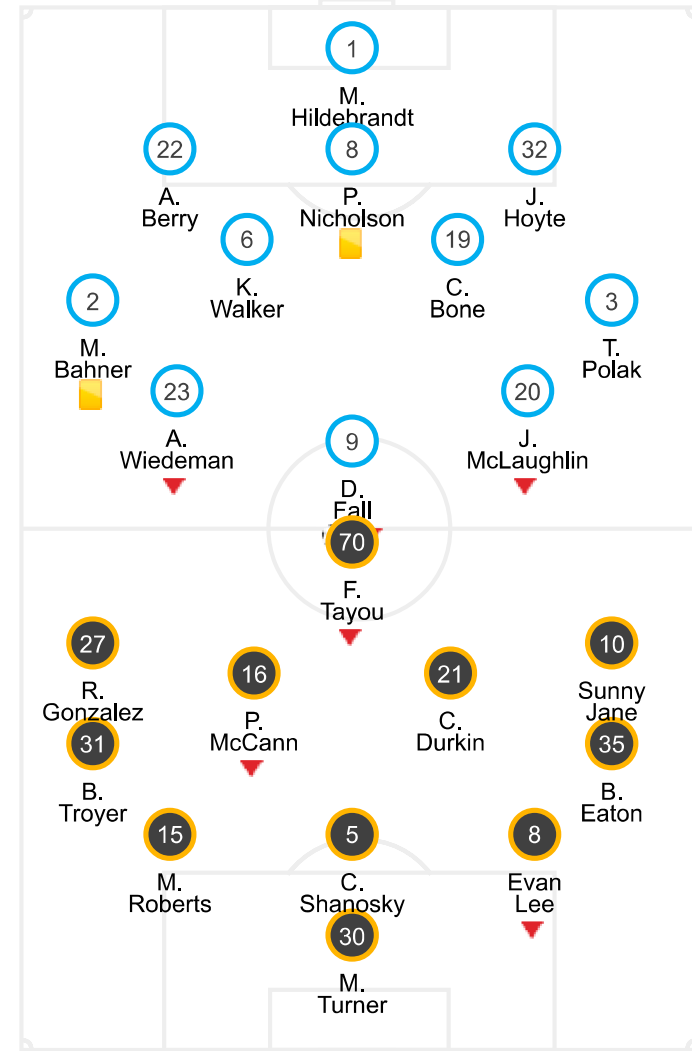 1
M.
Hildebrandt
22
8
32
A.
Berry
P.
Nicholson
J.
Hoyte
6
19
K.
Walker
C.
Bone
2
3
M.
Bahner
T.
Polak
23
20
A.
Wiedeman
J.
McLaughlin
9
D.
Fall
70
F.
Tayou
27
10
R.
Gonzalez
16
21
Sunny
Jane
P.
McCann
C.
Durkin
31
35
B.
Troyer
B.
Eaton
15
5
8
M.
Roberts
C.
Shanosky
Evan
Lee
30
M.
Turner